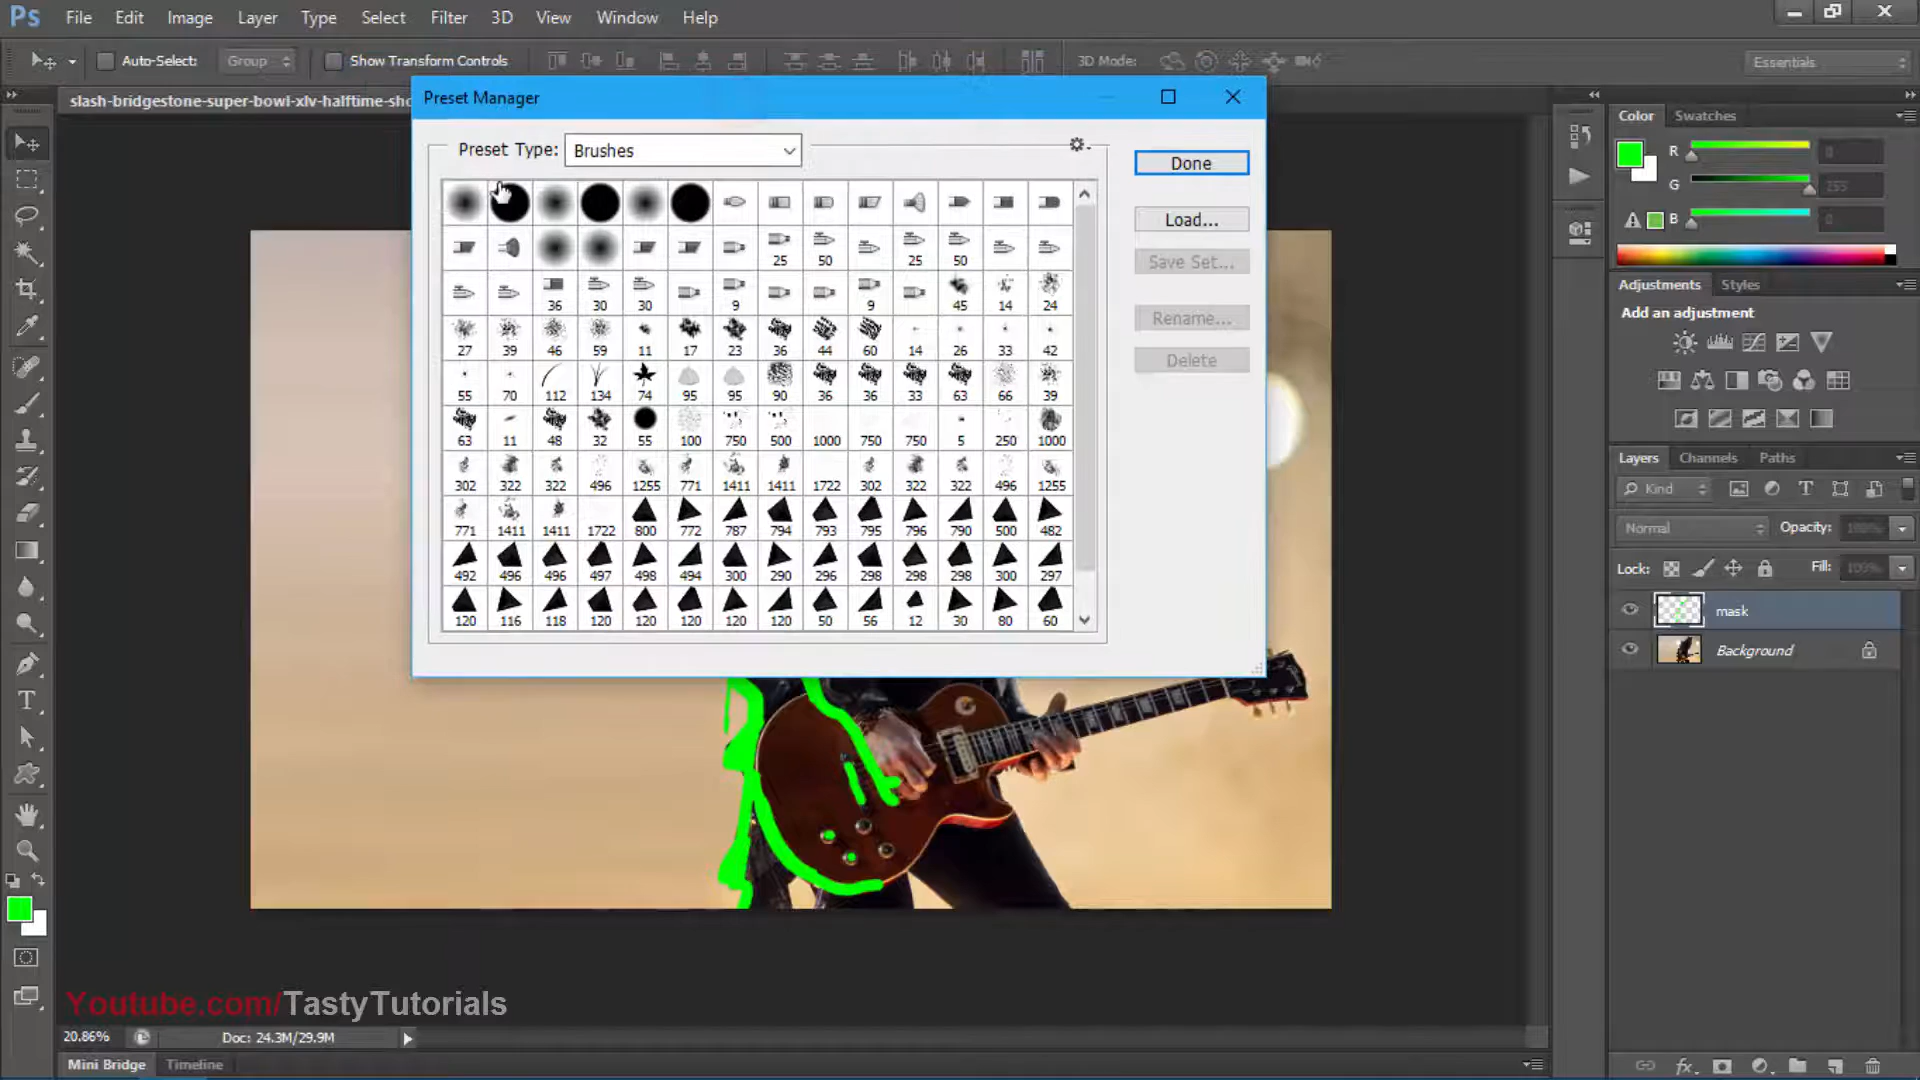 Ps File Edit Image Layer Type Select Filter 3D View Window Help
Auto-Select: Group Show Transform Controls 3D Mode: Essentials
slash-bridgestone-super-bowl-xlv-halftime-sho
Preset Manager
Preset Type: Brushes
Done
Load...
Save Set...
Rename...
Delete
25 50 25 50
36 30 30 9 9 45 14 24
27 39 46 59 11 17 23 36 44 60 14 26 33 42
55 70 112 134 74 95 95 90 36 36 33 63 66 39
63 11 48 32 55 100 750 500 1000 750 750 5 250 1000
302 322 322 496 1255 771 1411 1411 1722 302 322 322 496 1255
771 1411 1411 1722 800 772 787 794 793 795 796 790 500 482
492 496 496 497 498 494 300 290 296 298 298 298 300 297
120 116 118 120 120 120 120 120 50 56 12 30 80 60
Color Swatches
R 0
G 255
B 0
Adjustments Styles
Add an adjustment
Layers Channels Paths
Kind
Normal Opacity: 100%
Lock: Fill: 100%
mask
Background
Youtube.com/TastyTutorials
20.86% Doc: 24.3M/29.9M
Mini Bridge Timeline